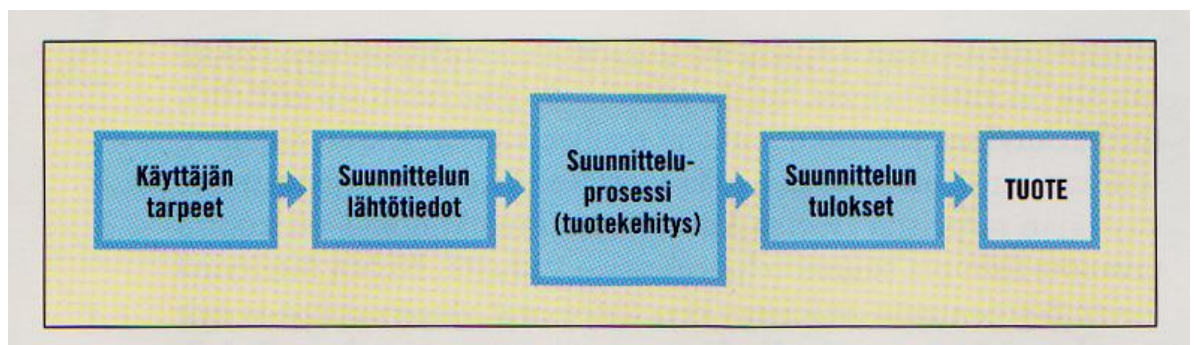 Käyttäjän
tarpeet
Suunnittelun
lähtötiedot
Suunnittelu-
prosessi
(tuotekehitys)
Suunnittelun
tulokset
TUOTE